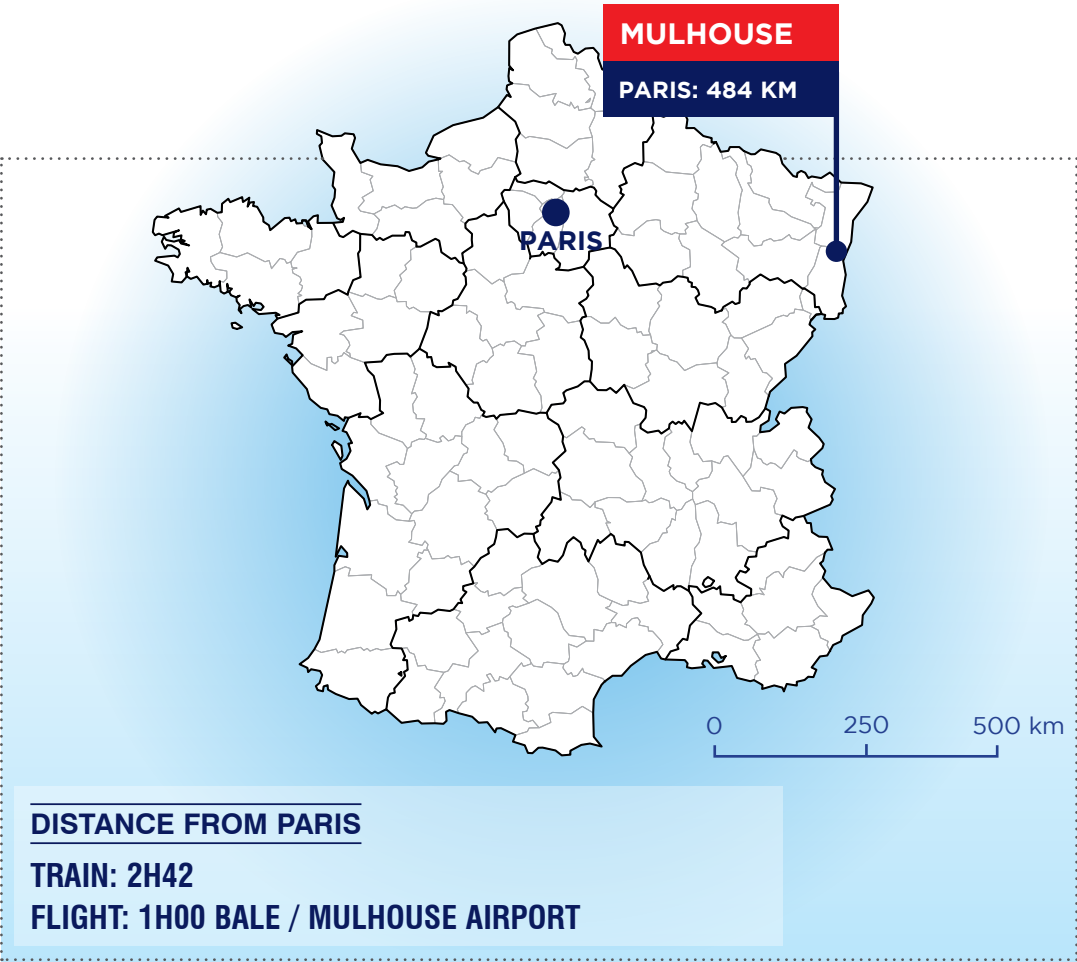 MULHOUSE
PARIS: 484 KM
PARIS
0 250 500 km
DISTANCE FROM PARIS
TRAIN: 2H42
FLIGHT: 1H00 BALE / MULHOUSE AIRPORT